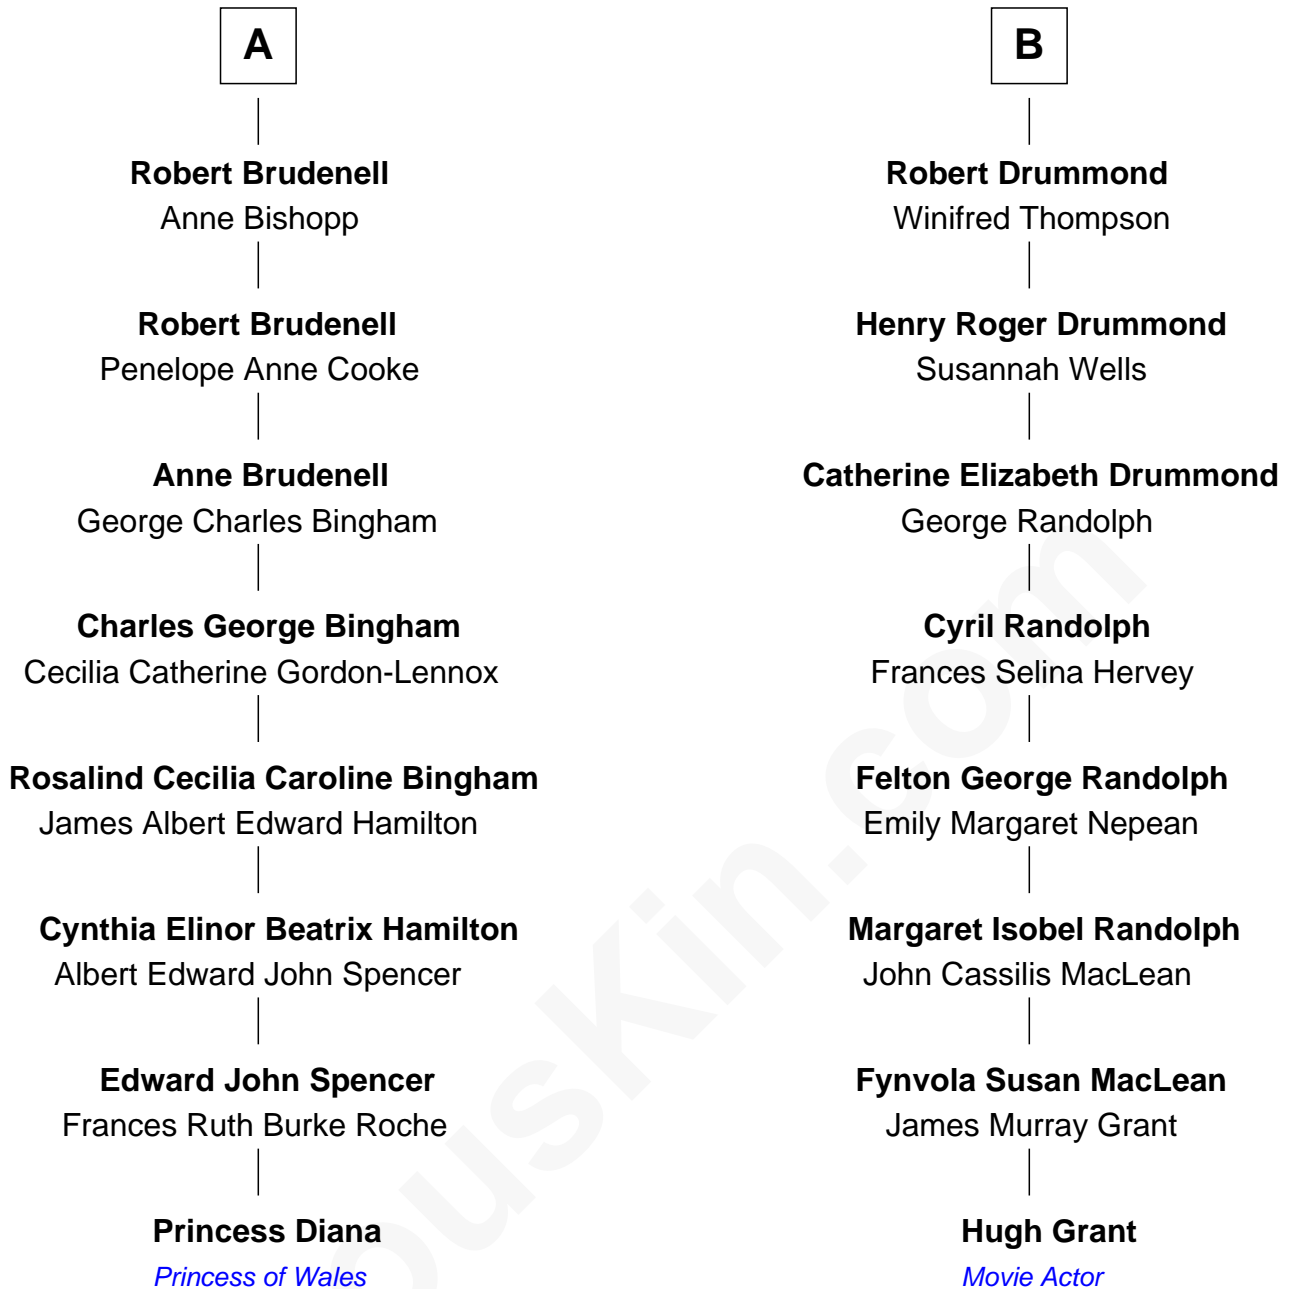 A
Robert Brudenell
Anne Bishopp
Robert Brudenell
Penelope Anne Cooke
Anne Brudenell
George Charles Bingham
Charles George Bingham
Cecilia Catherine Gordon-Lennox
Rosalind Cecilia Caroline Bingham
James Albert Edward Hamilton
Cynthia Elinor Beatrix Hamilton
Albert Edward John Spencer
Edward John Spencer
Frances Ruth Burke Roche
Princess Diana
Princess of Wales
B
Robert Drummond
Winifred Thompson
Henry Roger Drummond
Susannah Wells
Catherine Elizabeth Drummond
George Randolph
Cyril Randolph
Frances Selina Hervey
Felton George Randolph
Emily Margaret Nepean
Margaret Isobel Randolph
John Cassilis MacLean
Fynvola Susan MacLean
James Murray Grant
Hugh Grant
Movie Actor
ousKin.com